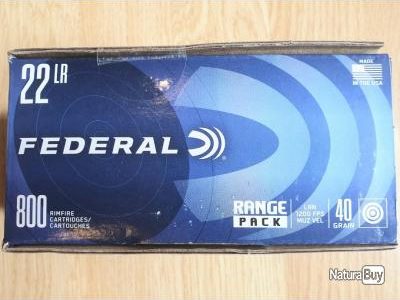 22 LR
MADE
IN THE USA
FEDERAL
800
RIMFIRE
CARTRIDGES/
CARTOUCHES
RANGE
PACK
LRN
1200 FPS
MUZ VEL
40
GRAIN
NaturaBuy